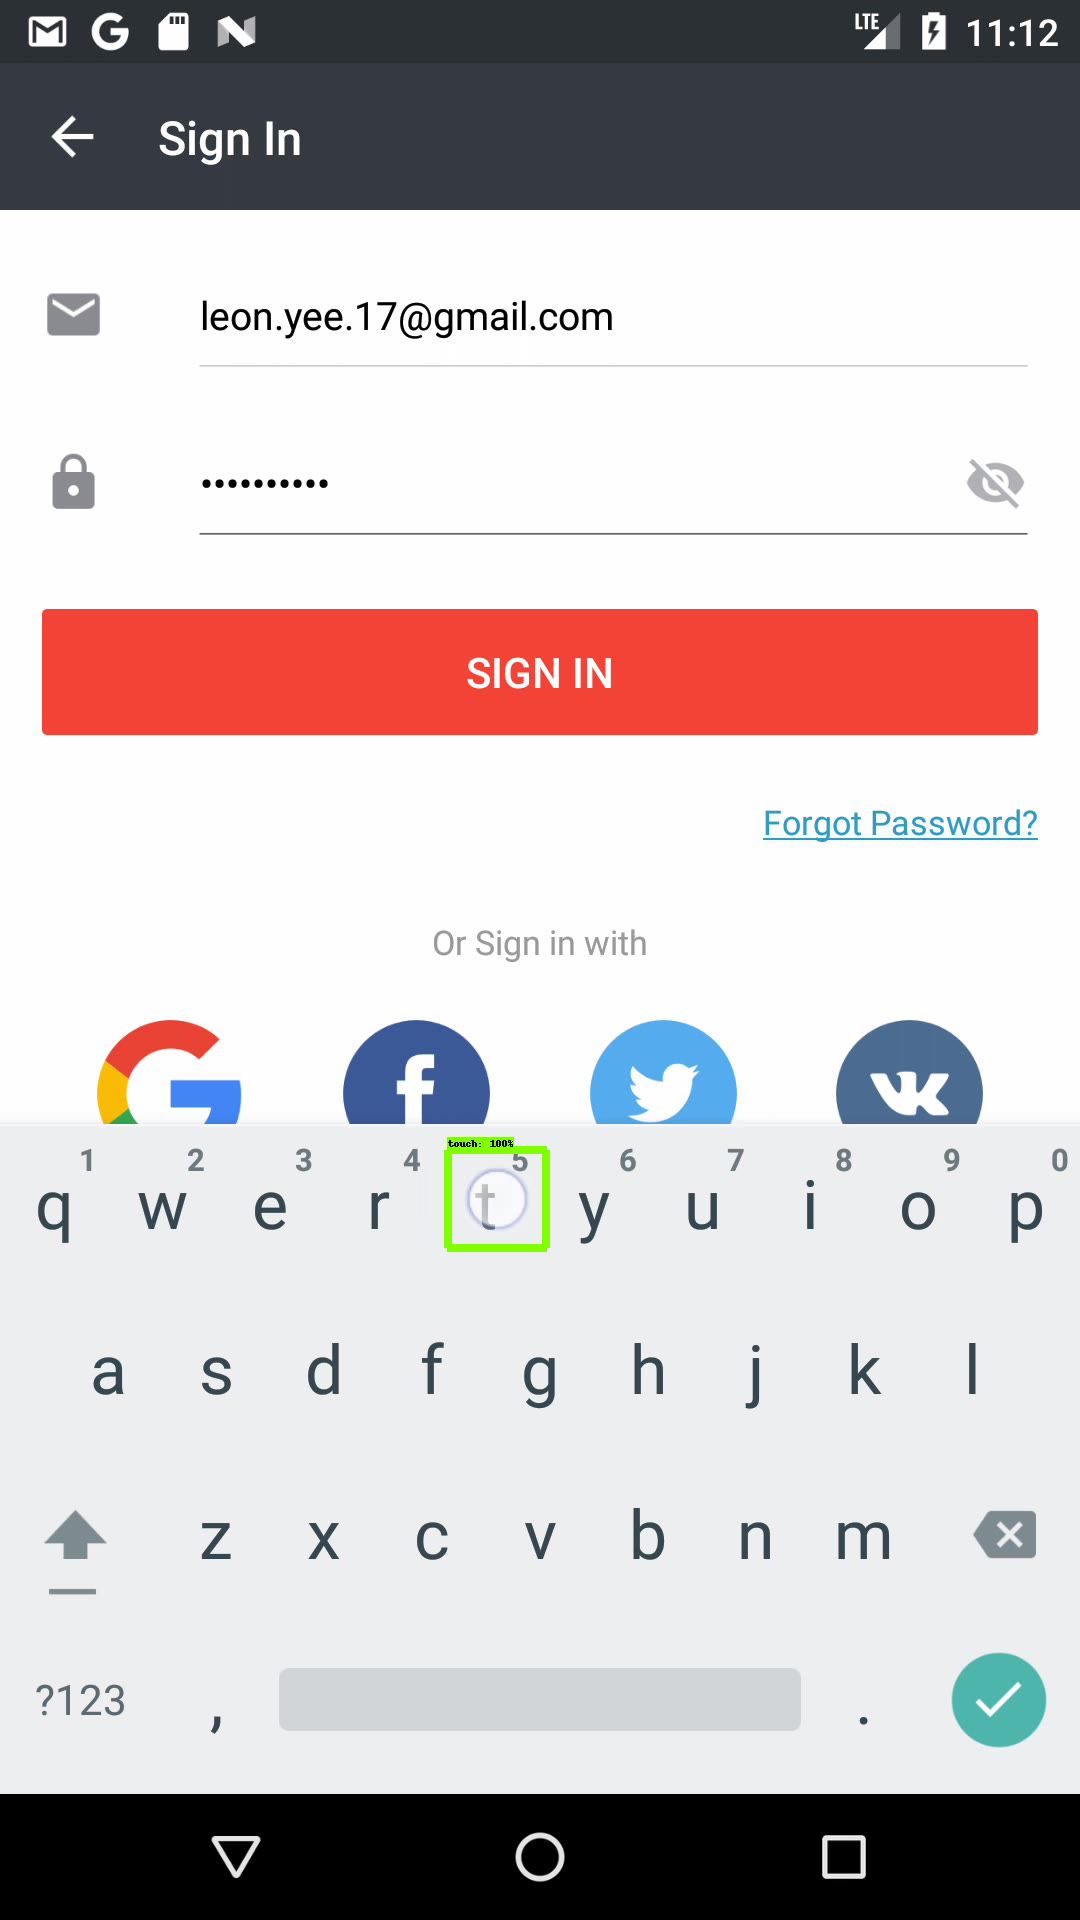 LTE 11:12
Sign In
leon.yee.17@gmail.com
••••••••••
SIGN IN
Forgot Password?
Or Sign in with
touch: 100%
1 2 3 4 5 6 7 8 9 0
q w e r t y u i o p
a s d f g h j k l
z x c v b n m
?123 , .